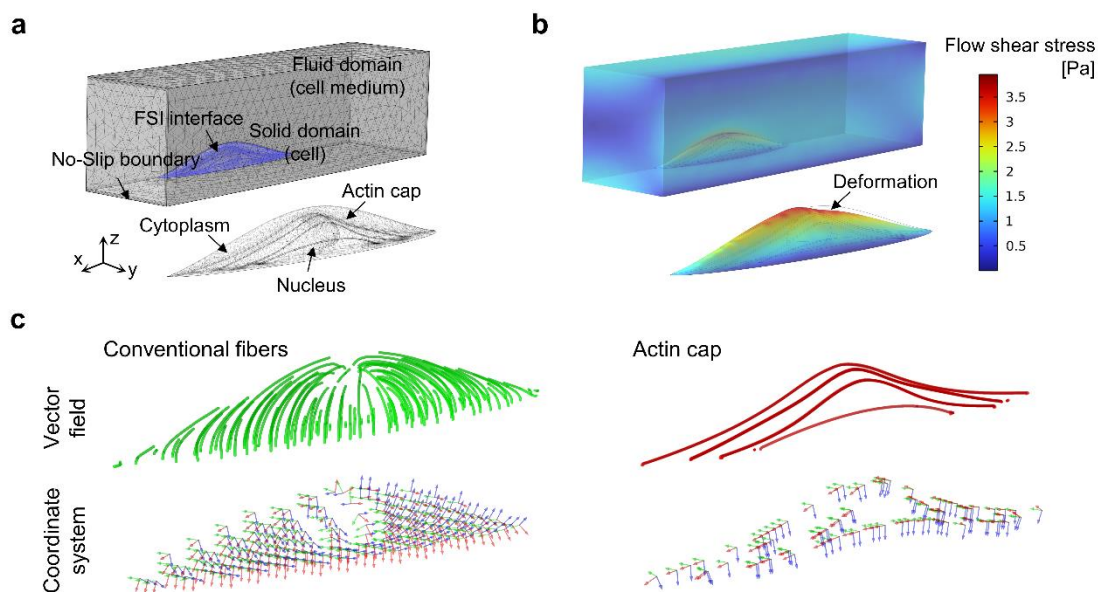 a
Fluid domain
(cell medium)
FSI interface
Solid domain
(cell)
No-Slip boundary
Actin cap
Cytoplasm
Nucleus
z
x
y
b
Flow shear stress
[Pa]
3.5
3
2.5
2
1.5
1
0.5
Deformation
c
Conventional fibers
Actin cap
Vector
field
Coordinate
system